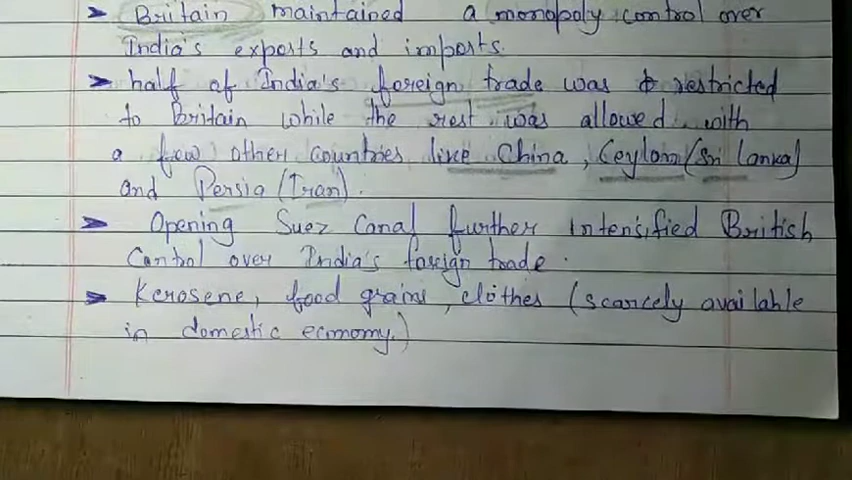 ➤ Britain maintained a monopoly control over
India's exports and imports.
➤ half of India's foreign trade was restricted
to Britain while the rest was allowed with
a few other countries like China, Ceylon (Sri Lanka)
and Persia (Iran).
➤ Opening Suez Canal further intensified British
Control over India's foreign trade.
➤ Kerosene, food grains, clothes (scarcely available
in domestic economy.)